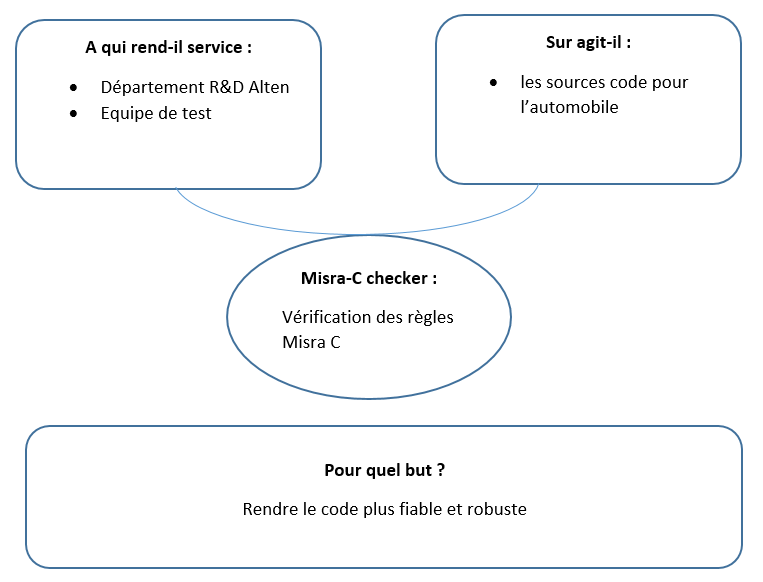 A qui rend-il service :
• Département R&D Alten
• Equipe de test
Sur agit-il :
• les sources code pour
l’automobile
Misra-C checker :
Vérification des règles
Misra C
Pour quel but ?
Rendre le code plus fiable et robuste